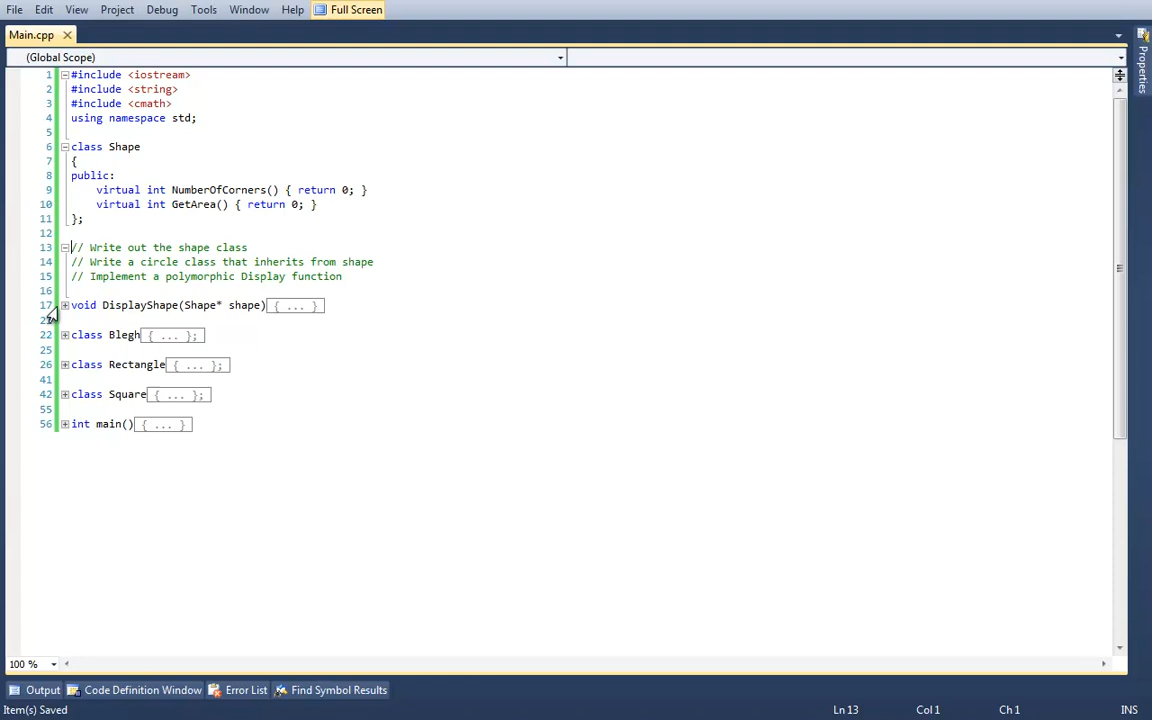 File Edit View Project Debug Tools Window Help Full Screen
Main.cpp
(Global Scope)
Properties
1 #include <iostream>
2 #include <string>
3 #include <cmath>
4 using namespace std;
5
6 class Shape
7 {
8 public:
9 virtual int NumberOfCorners() { return 0; }
10 virtual int GetArea() { return 0; }
11 };
12
13 // Write out the shape class
14 // Write a circle class that inherits from shape
15 // Implement a polymorphic Display function
16
17 void DisplayShape(Shape* shape) { ... }
22 class Blegh { ... };
25
26 class Rectangle { ... };
41
42 class Square { ... };
55
56 int main() { ... }
100 %
Output Code Definition Window Error List Find Symbol Results
Item(s) Saved Ln 13 Col 1 Ch 1 INS